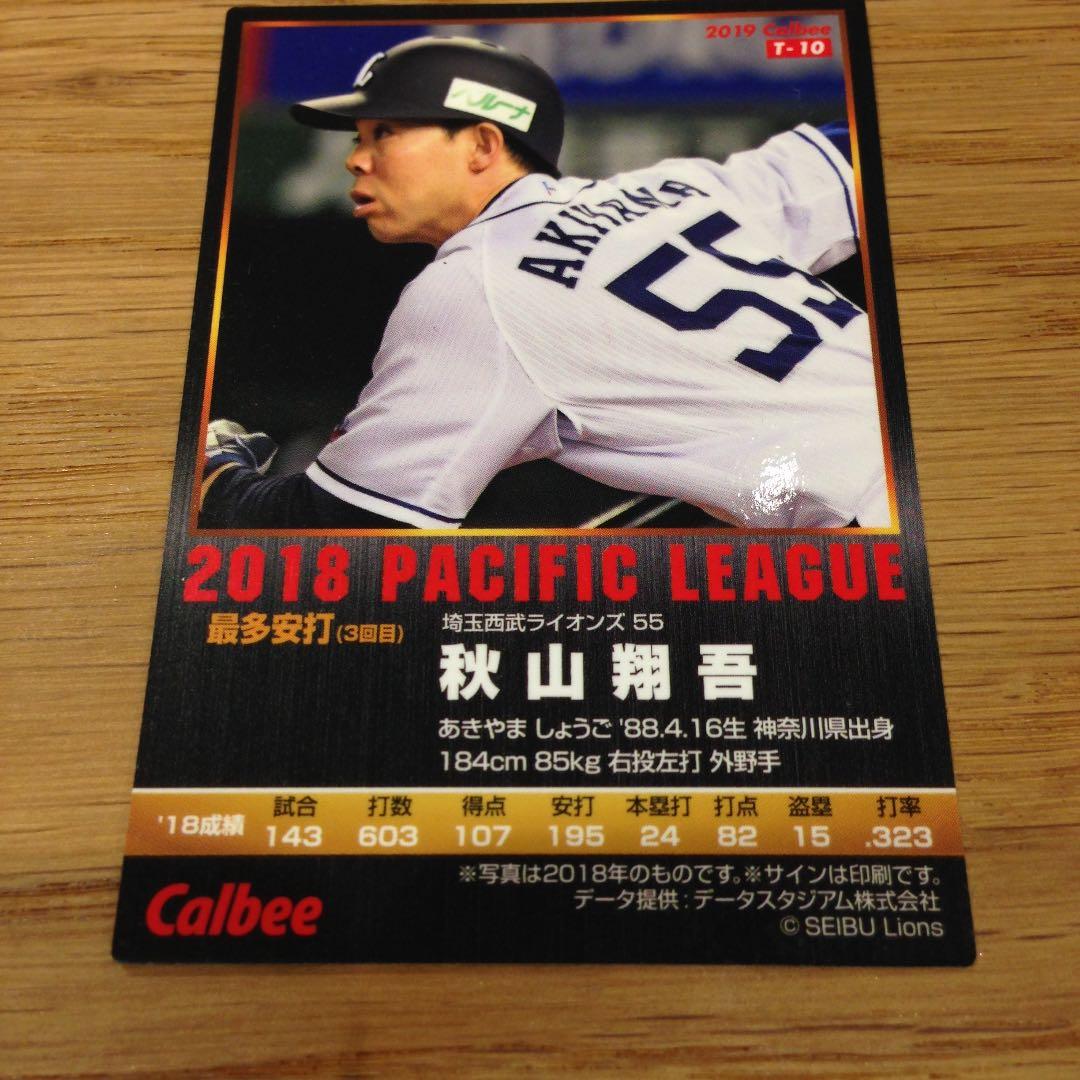 2019 Calbee
T-10
C
バルーナ
AKIYAMA
55
2018 PACIFIC LEAGUE
最多安打(3回目)
埼玉西武ライオンズ 55
秋山翔吾
あきやま しょうご '88.4.16生 神奈川県出身
184cm 85kg 右投左打 外野手
'18成績
試合 打数 得点 安打 本塁打 打点 盗塁 打率
143 603 107 195 24 82 15 .323
※写真は2018年のものです。※サインは印刷です。
データ提供：データスタジアム株式会社
© SEIBU Lions
Calbee